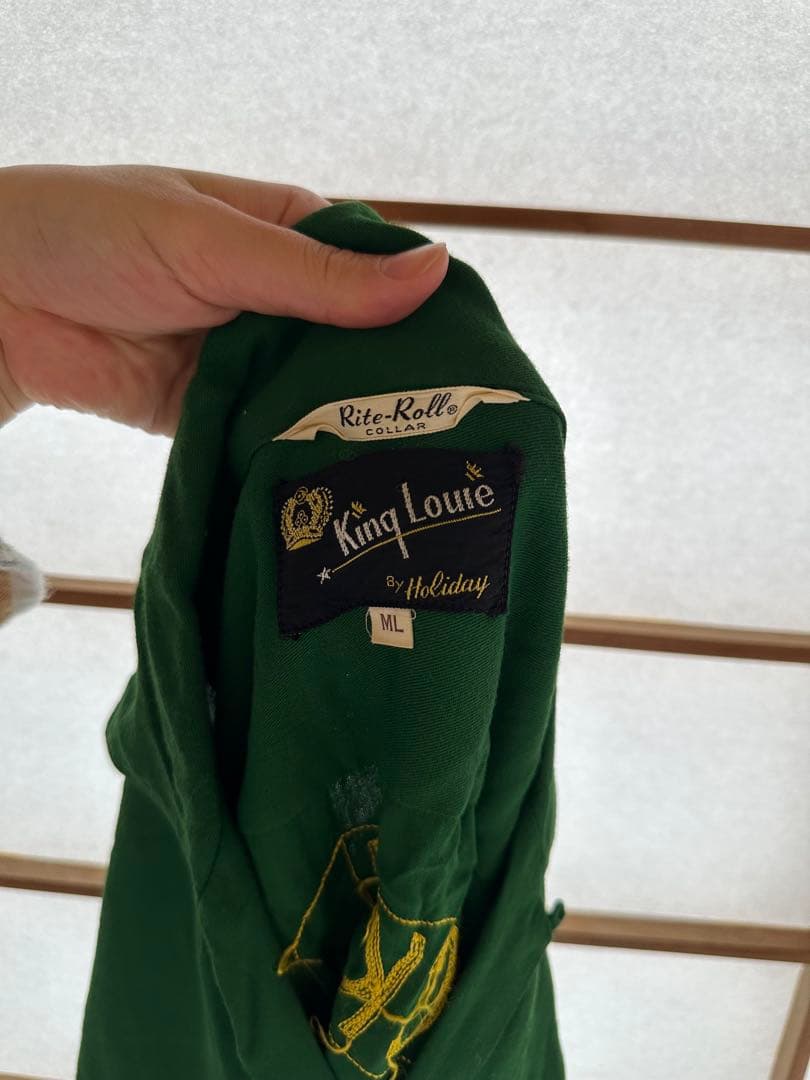 Rite-Roll®
COLLAR
King Louie
By Holiday
ML